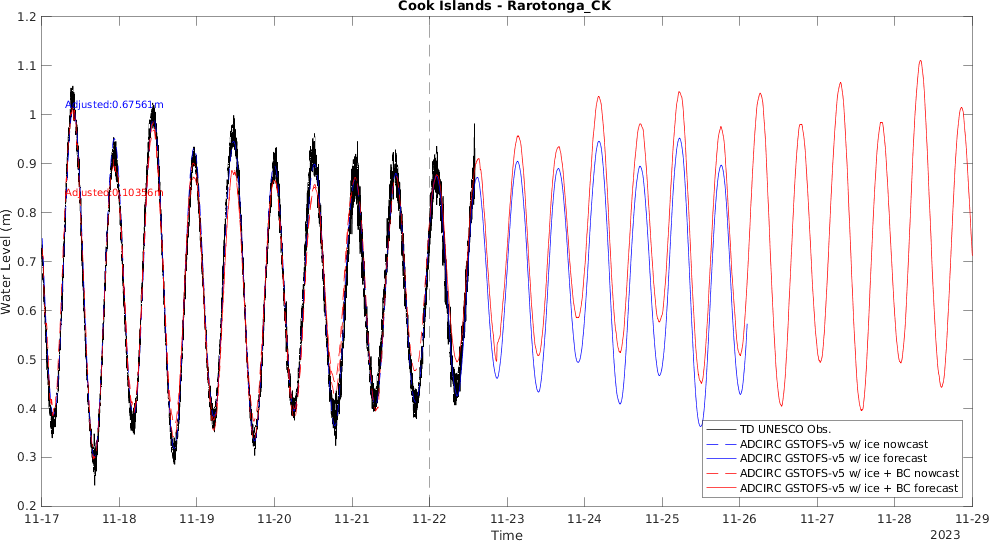 Cook Islands - Rarotonga_CK
1.2
1.1
1
0.9
0.8
0.7
0.6
0.5
0.4
0.3
0.2
Water Level (m)
Adjusted:0.67561m
Adjusted:0.10356m
TD UNESCO Obs.
ADCIRC GSTOFS-v5 w/ ice nowcast
ADCIRC GSTOFS-v5 w/ ice forecast
ADCIRC GSTOFS-v5 w/ ice + BC nowcast
ADCIRC GSTOFS-v5 w/ ice + BC forecast
11-17 11-18 11-19 11-20 11-21 11-22 11-23 11-24 11-25 11-26 11-27 11-28 11-29
Time
2023